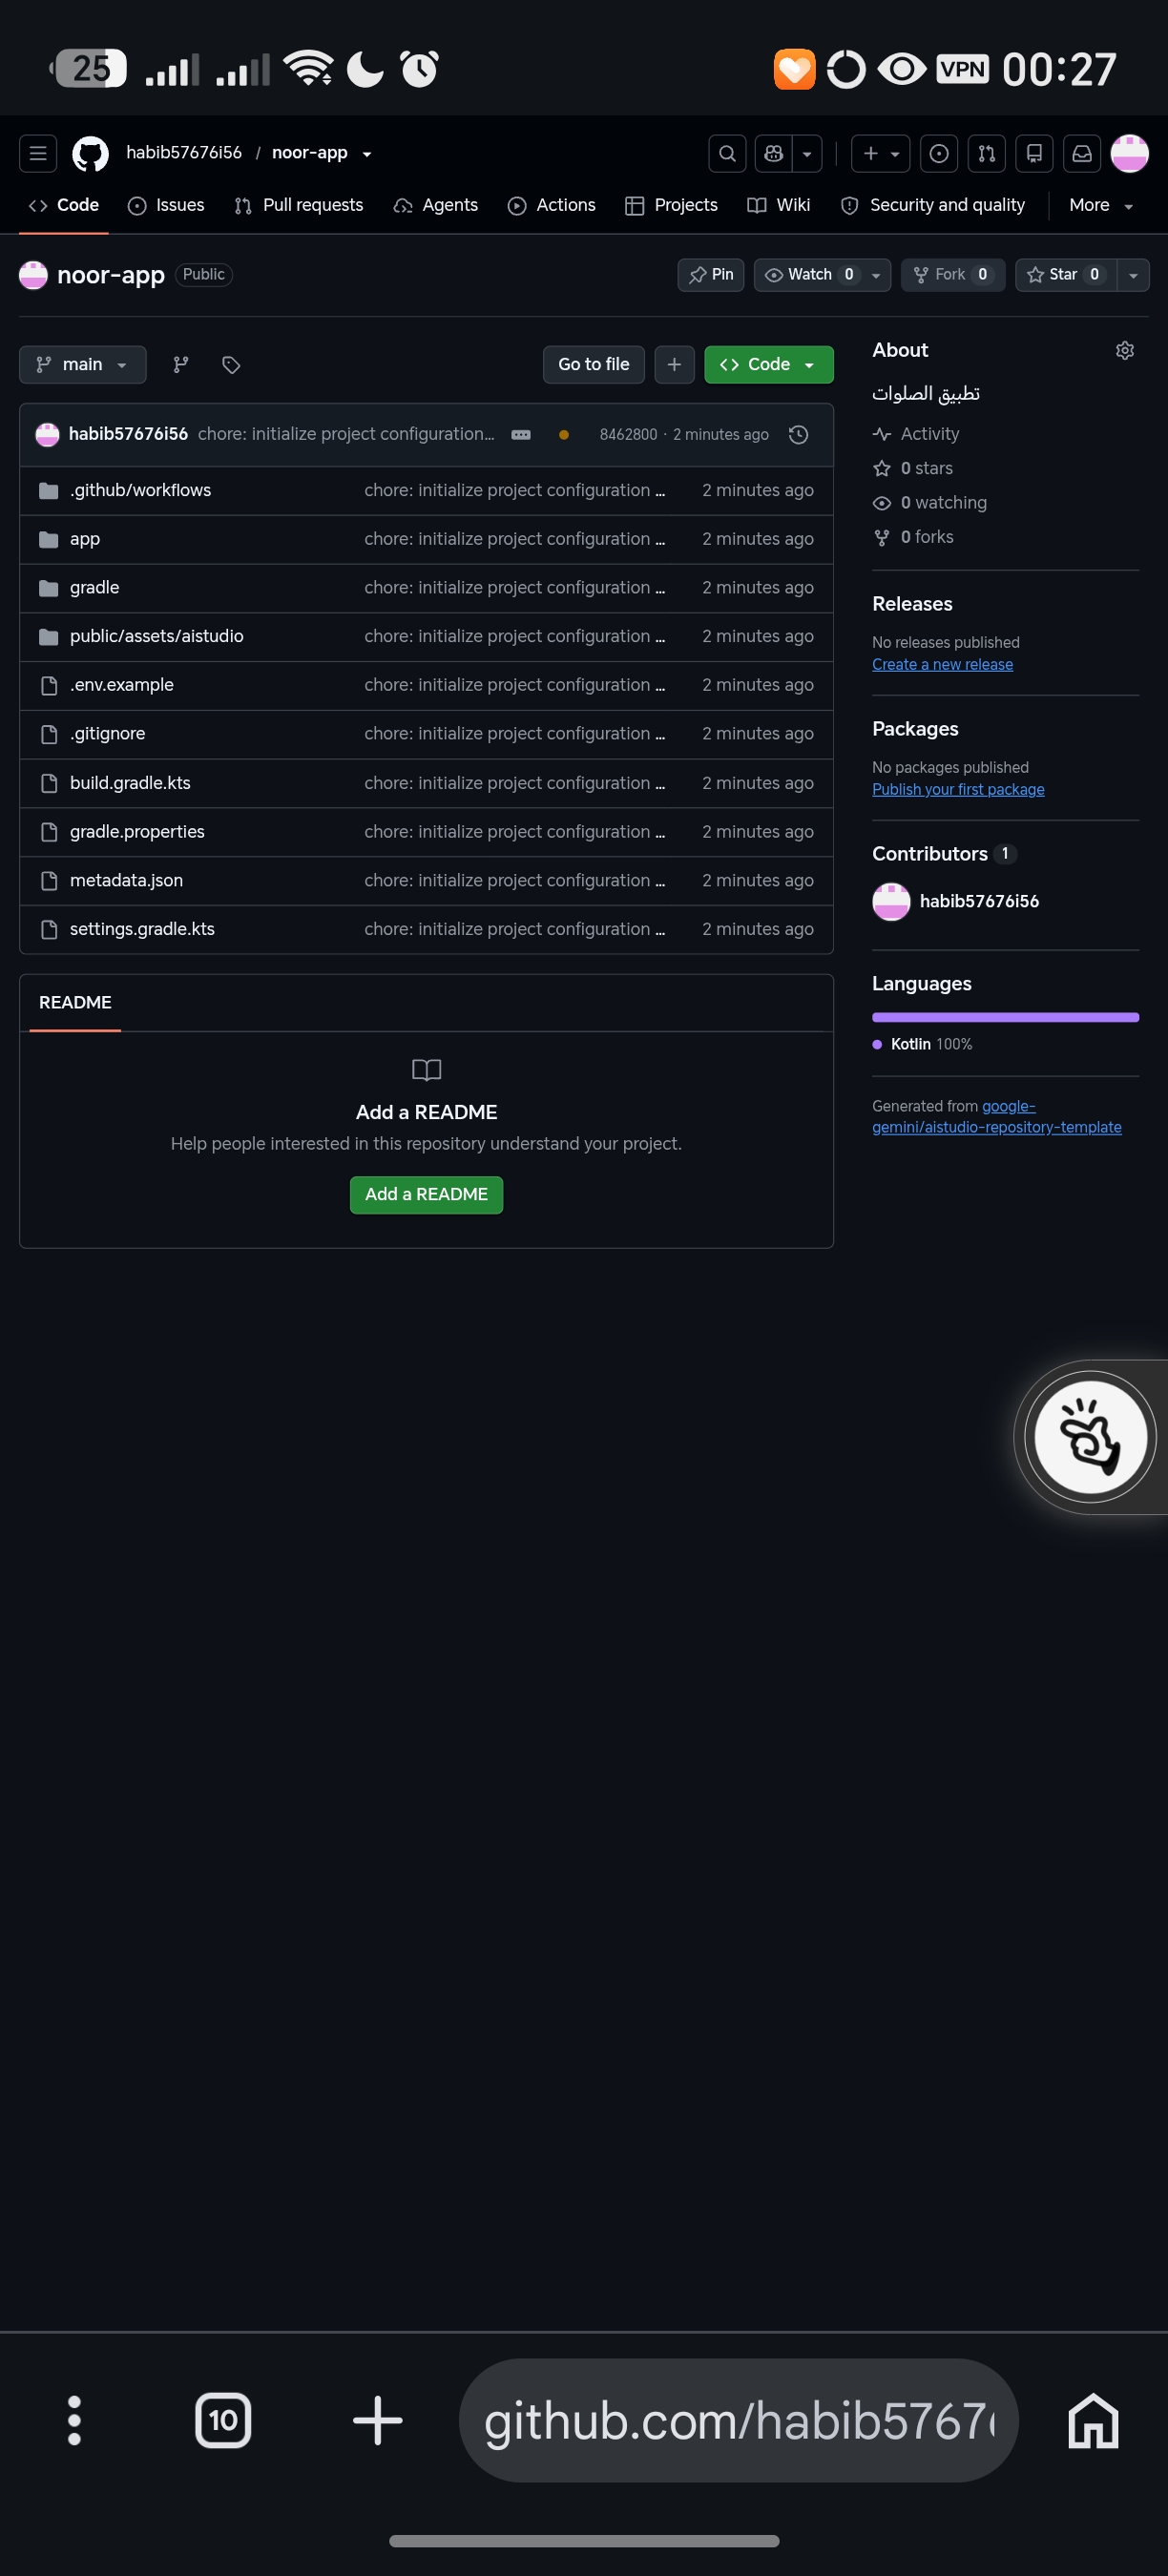 25 VPN 00:27
habib57676i56 / noor-app
Code Issues Pull requests Agents Actions Projects Wiki Security and quality More
noor-app Public Pin Watch 0 Fork 0 Star 0
main Go to file Code
habib57676i56 chore: initialize project configuration... 8462800 · 2 minutes ago
.github/workflows chore: initialize project configuration ... 2 minutes ago
app chore: initialize project configuration ... 2 minutes ago
gradle chore: initialize project configuration ... 2 minutes ago
public/assets/aistudio chore: initialize project configuration ... 2 minutes ago
.env.example chore: initialize project configuration ... 2 minutes ago
.gitignore chore: initialize project configuration ... 2 minutes ago
build.gradle.kts chore: initialize project configuration ... 2 minutes ago
gradle.properties chore: initialize project configuration ... 2 minutes ago
metadata.json chore: initialize project configuration ... 2 minutes ago
settings.gradle.kts chore: initialize project configuration ... 2 minutes ago
README
Add a README
Help people interested in this repository understand your project.
Add a README
About
تطبيق الصلوات
Activity
0 stars
0 watching
0 forks
Releases
No releases published
Create a new release
Packages
No packages published
Publish your first package
Contributors 1
habib57676i56
Languages
Kotlin 100%
Generated from google-
gemini/aistudio-repository-template
10 github.com/habib5767